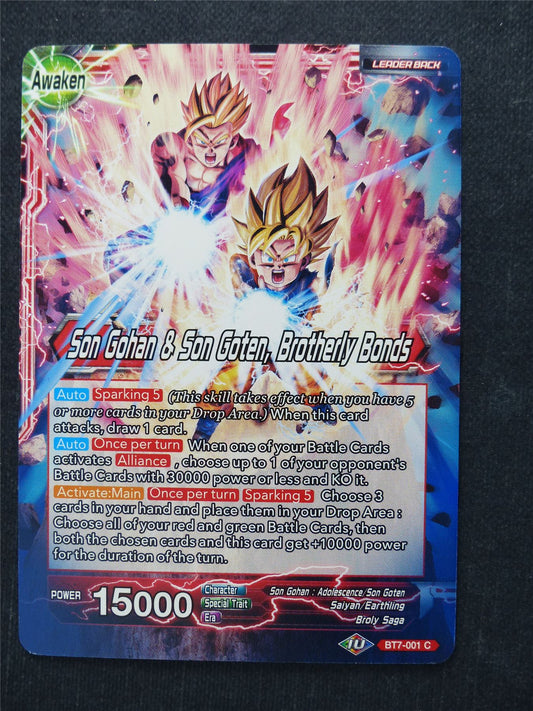 Awaken
LEADER BACK
Son Gohan & Son Goten, Brotherly Bonds
Auto Sparking 5 (This skill takes effect when you have 5
or more cards in your Drop Area.) When this card
attacks, draw 1 card.
Auto Once per turn When one of your Battle Cards
activates Alliance , choose up to 1 of your opponent's
Battle Cards with 30000 power or less and KO it.
Activate:Main Once per turn Sparking 5 Choose 3
cards in your hand and place them in your Drop Area :
Choose all of your red and green Battle Cards, then
both the chosen cards and this card get +10000 power
for the duration of the turn.
POWER 15000
Character Son Gohan : Adolescence/Son Goten
Special Trait Saiyan/Earthling
Era Broly Saga
BT7-001 C